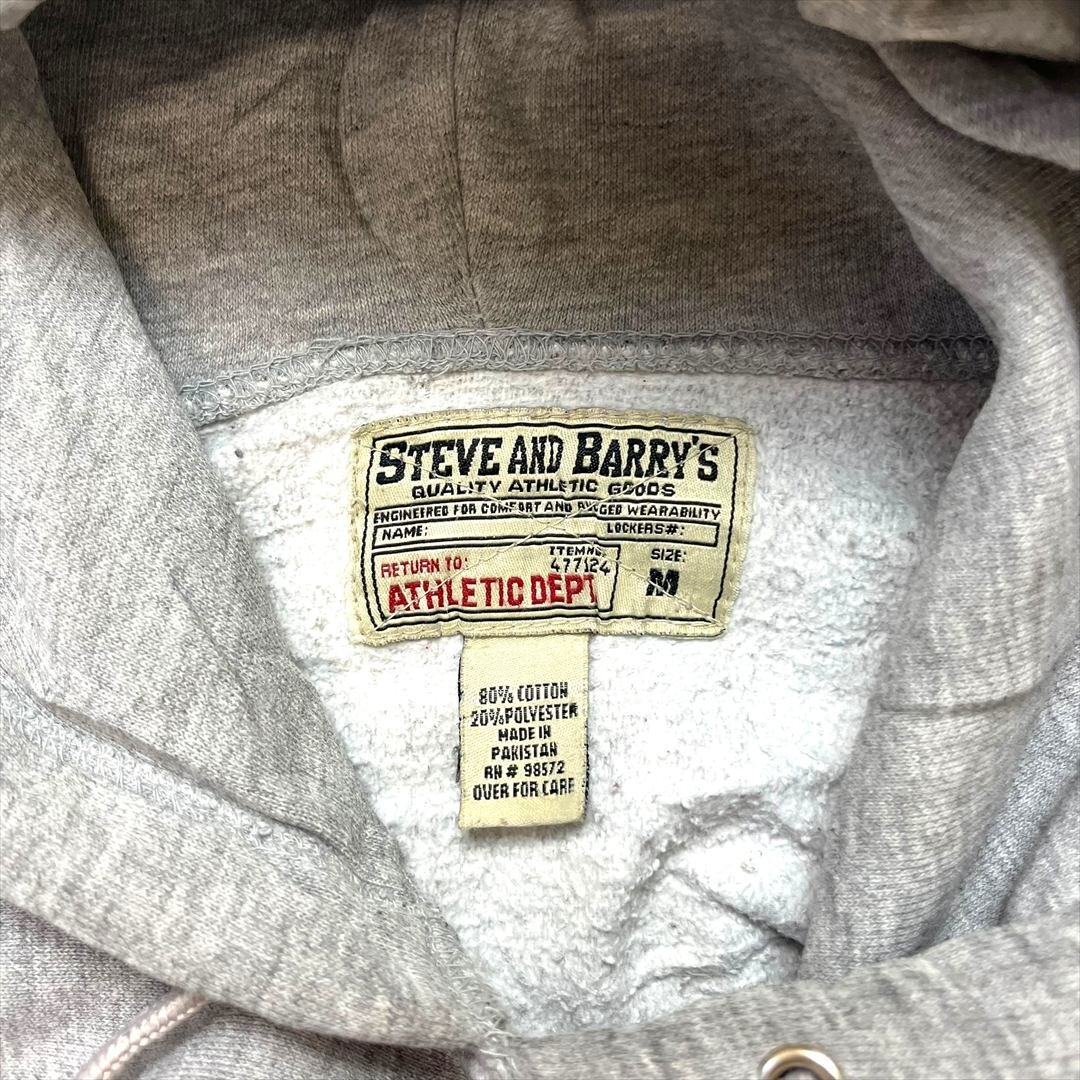 STEVE AND BARRY'S
QUALITY ATHLETIC GOODS
ENGINEERED FOR COMFORT AND RUGGED WEARABILITY
NAME: LOCKERS#:
RETURN TO: ITEM NO. SIZE:
477124
ATHLETIC DEPT M
80% COTTON
20% POLYESTER
MADE IN
PAKISTAN
RN # 98572
OVER FOR CARE